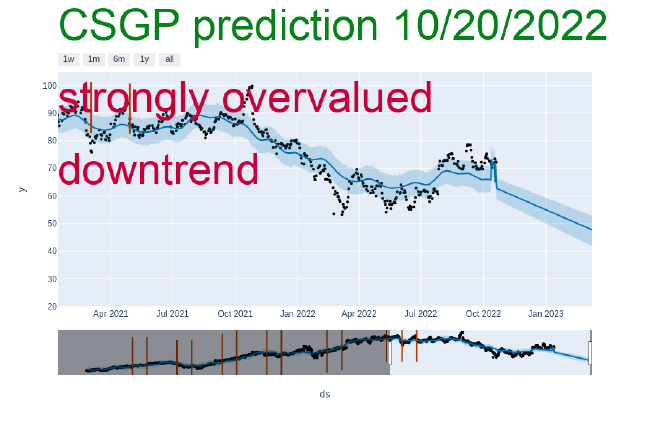 CSGP prediction 10/20/2022
1w 1m 6m 1y all
strongly overvalued
downtrend
100
90
80
70
60
50
40
30
20
y
Apr 2021 Jul 2021 Oct 2021 Jan 2022 Apr 2022 Jul 2022 Oct 2022 Jan 2023
ds